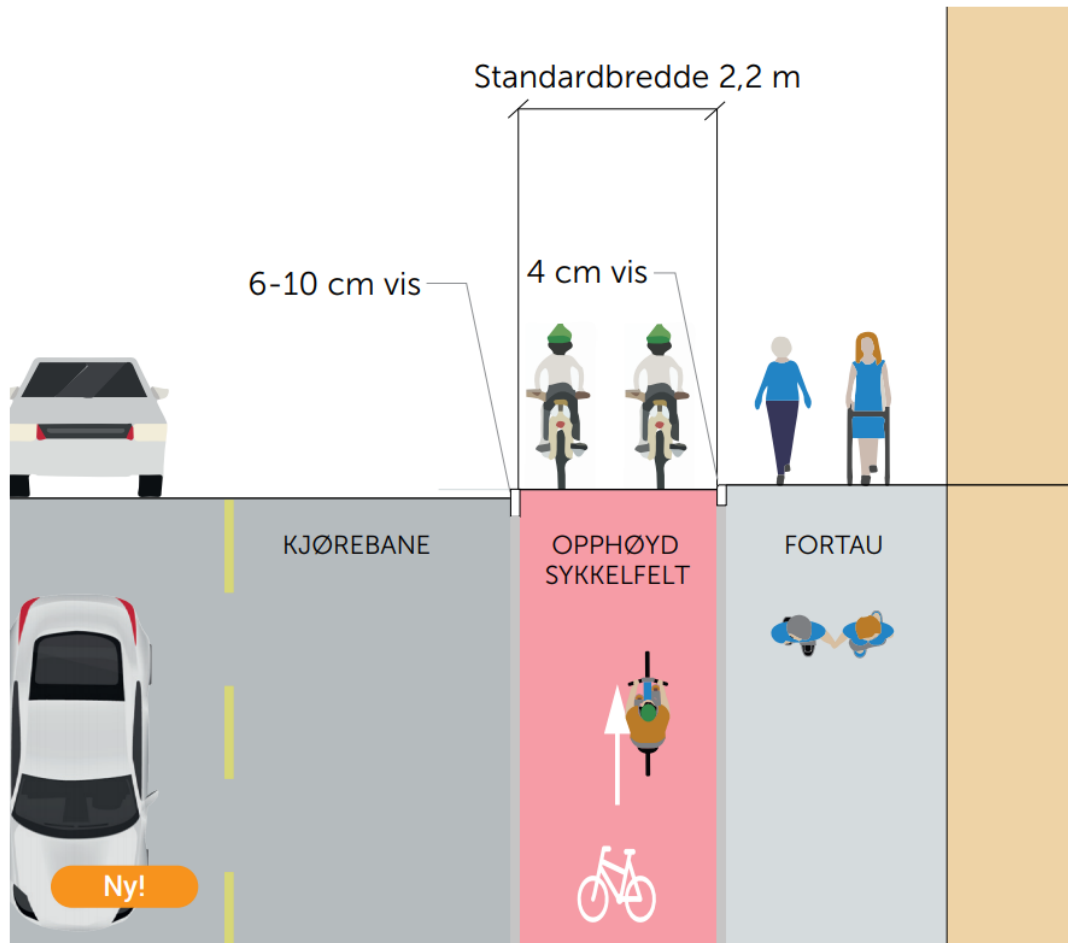 Standardbredde 2,2 m
6-10 cm vis
4 cm vis
KJØREBANE
OPPHØYD
SYKKELFELT
FORTAU
Ny!